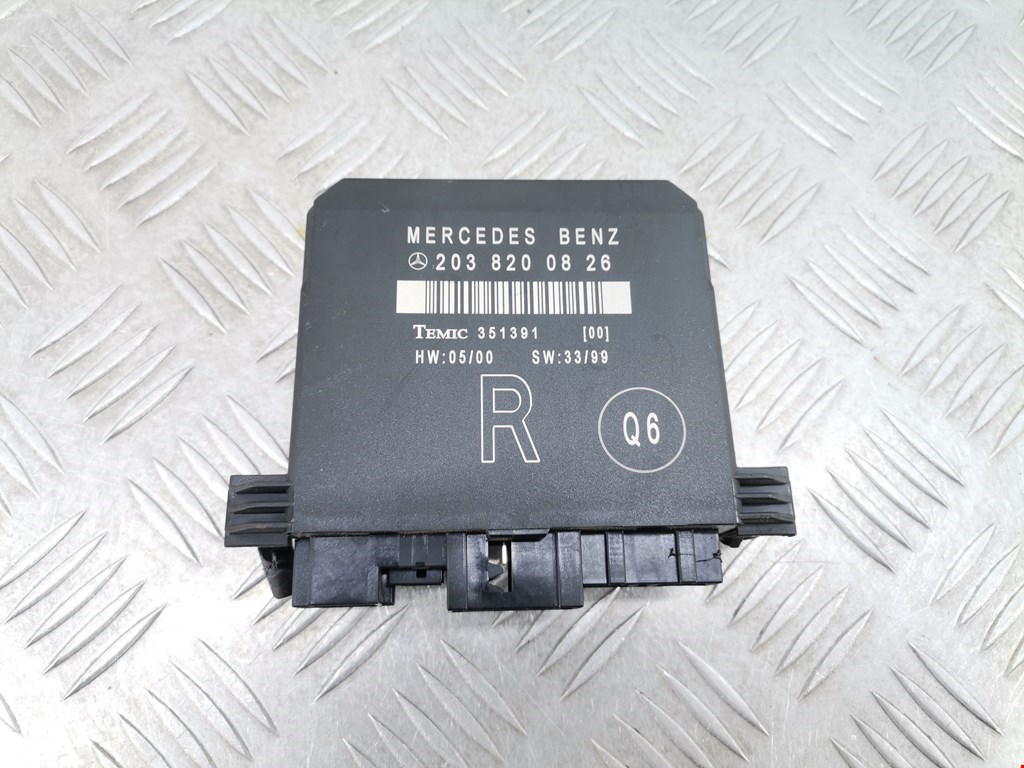 MERCEDES BENZ
203 820 08 26
TEMIC 351391 [00]
HW:05/00 SW:33/99
R
Q6